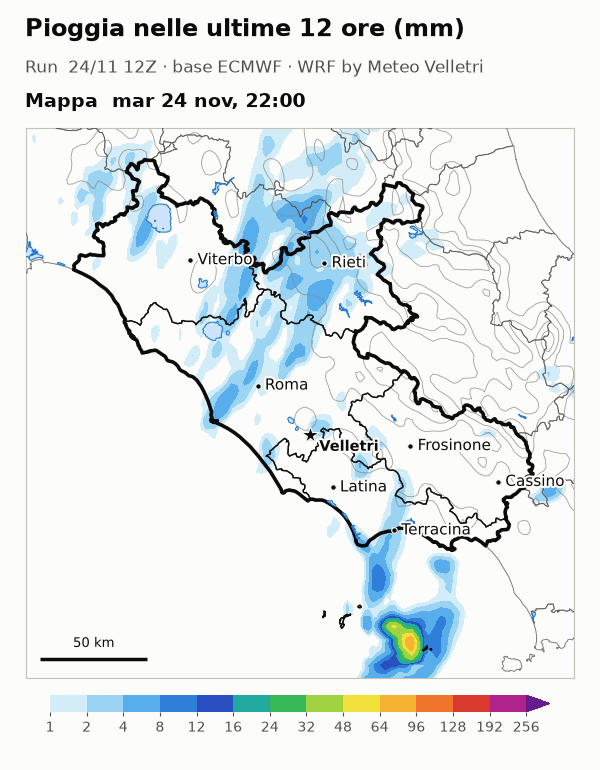 Pioggia nelle ultime 12 ore (mm)
Run  24/11 12Z · base ECMWF · WRF by Meteo Velletri
Mappa  mar 24 nov, 22:00
Viterbo
Rieti
Roma
Velletri
Frosinone
Cassino
Latina
Terracina
50 km
1 2 4 8 12 16 24 32 48 64 96 128 192 256